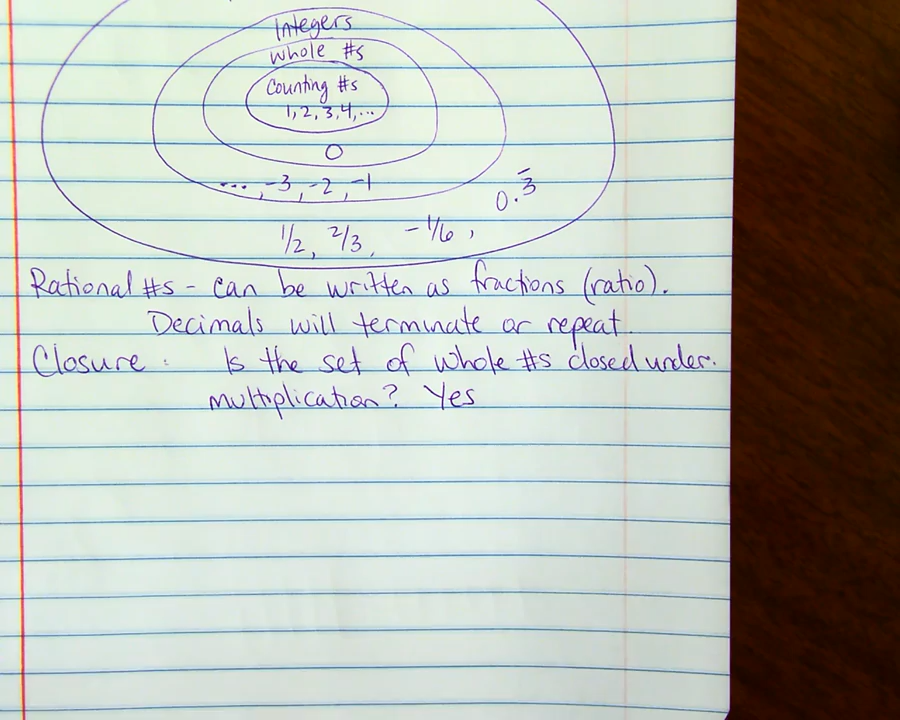 Integers
Whole #s
Counting #s
1, 2, 3, 4, ...
0
..., -3, -2, -1
0.3̅
1/2, 2/3, -1/6,
Rational #s - can be written as fractions (ratio).
Decimals will terminate or repeat.
Closure: Is the set of whole #s closed under.
multiplication? Yes